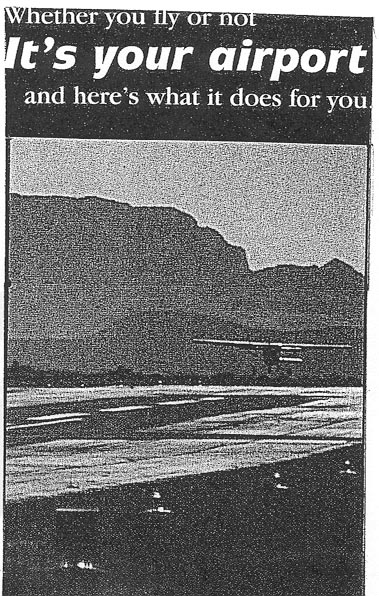 Whether you fly or not
It's your airport
and here's what it does for you.